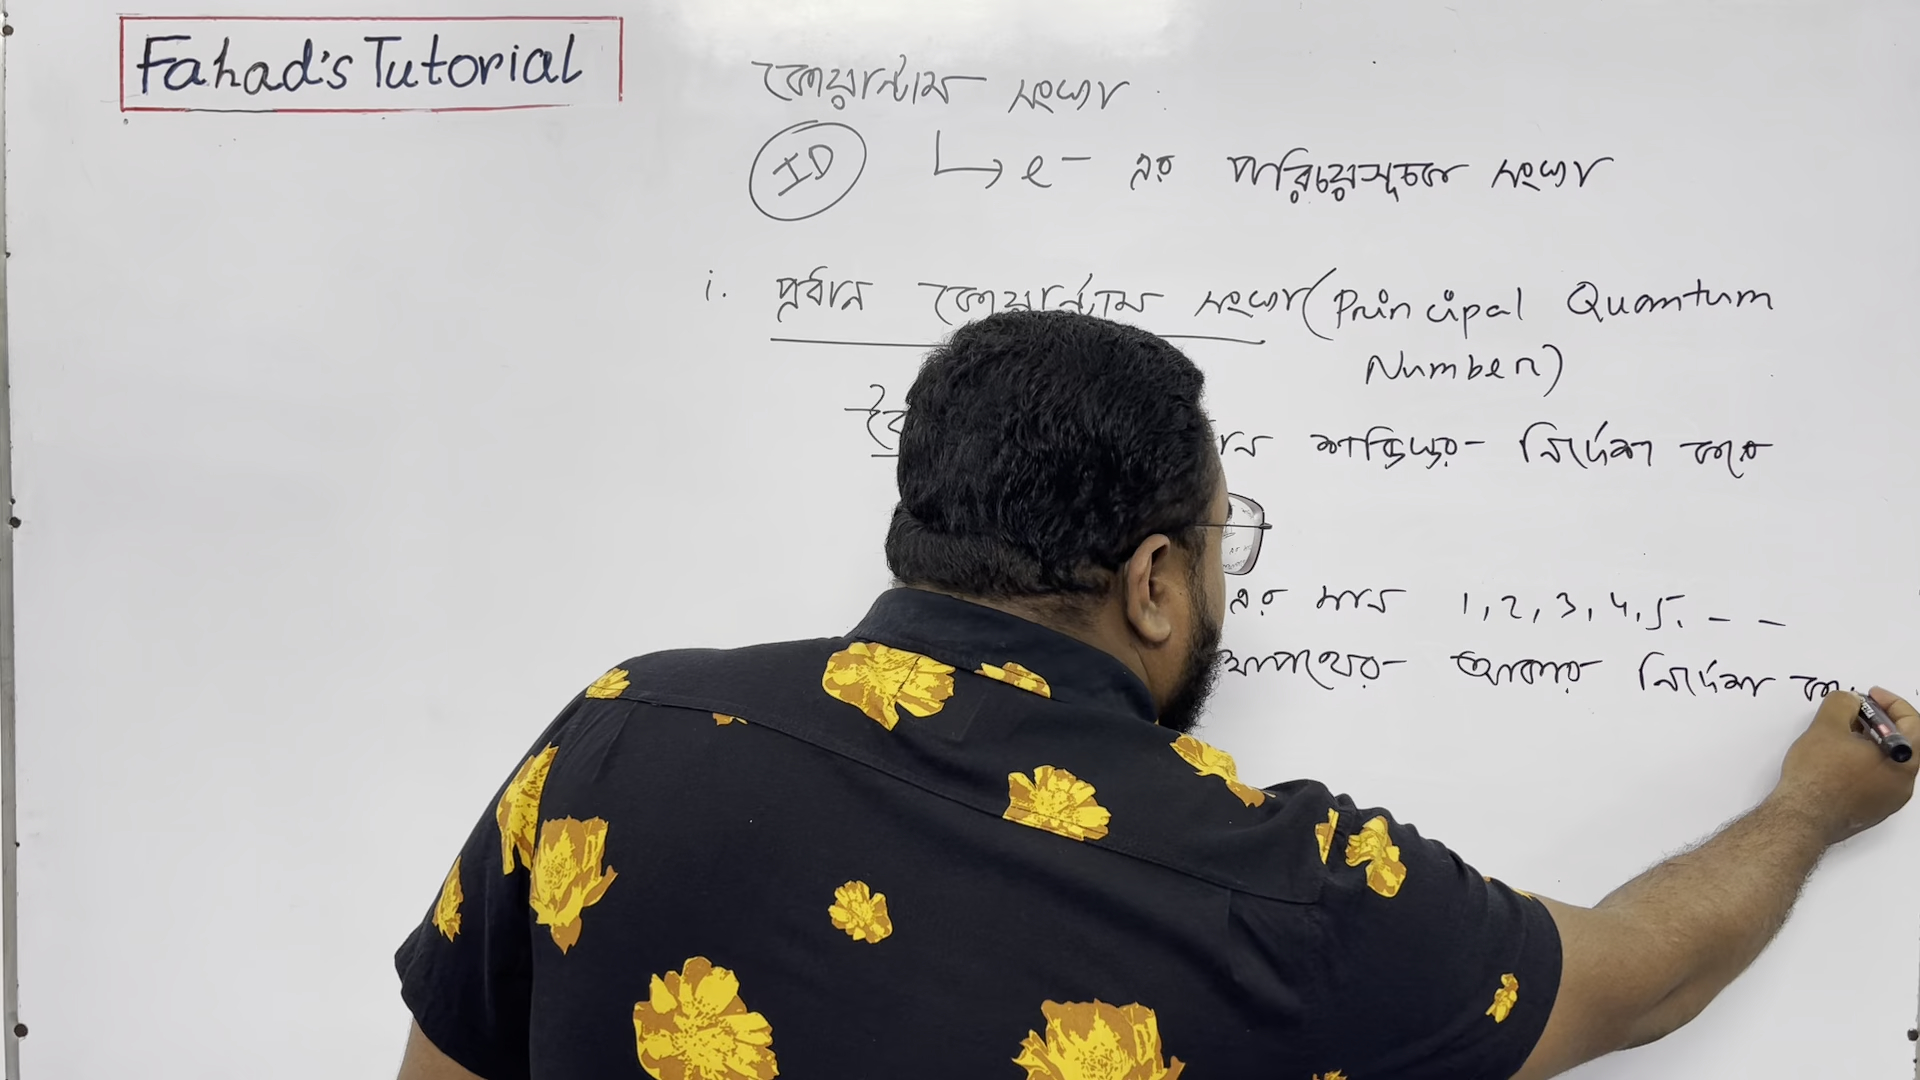 Fahad's Tutorial
কোয়ান্টাম সংখ্যা
ID
e- এর পরিচয়সূচক সংখ্যা
i. প্রধান কোয়ান্টাম সংখ্যা (Principal Quantum
Number)
শক্তিস্তর নির্দেশ করে
এর মান 1, 2, 3, 4, 5, - -
আকার নির্দেশ